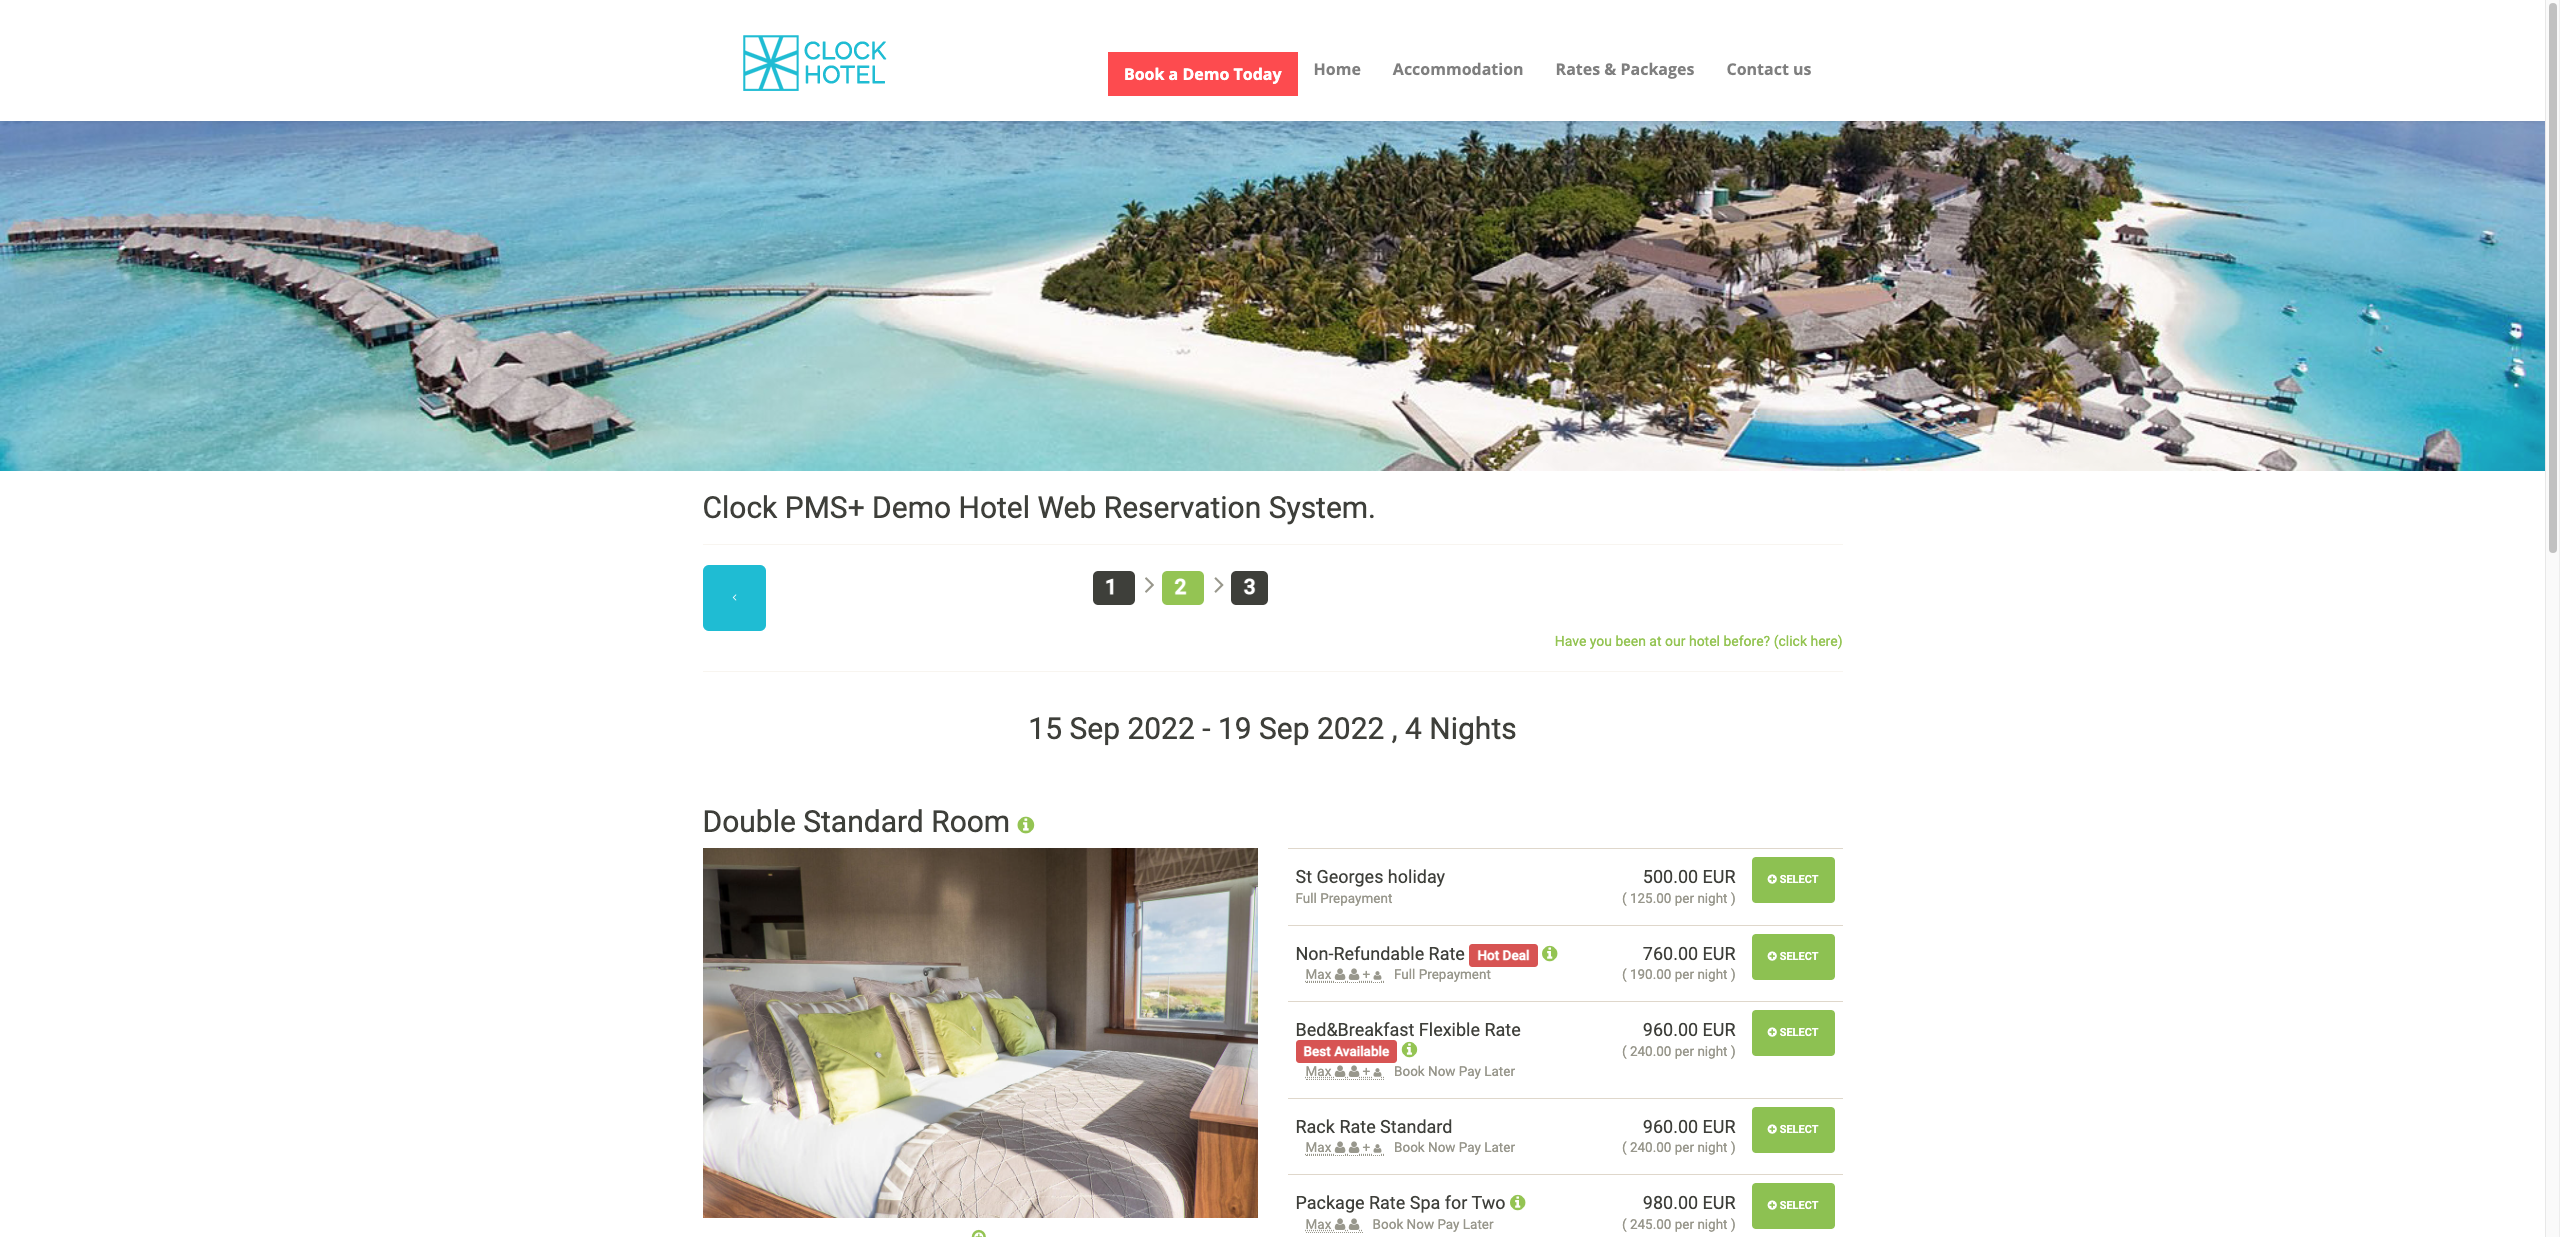 CLOCK
HOTEL
Book a Demo Today
Home
Accommodation
Rates & Packages
Contact us
Clock PMS+ Demo Hotel Web Reservation System.
1
2
3
Have you been at our hotel before? (click here)
15 Sep 2022 - 19 Sep 2022 , 4 Nights
Double Standard Room
St Georges holiday
Full Prepayment
500.00 EUR
( 125.00 per night )
SELECT
Non-Refundable Rate Hot Deal
Max + Full Prepayment
760.00 EUR
( 190.00 per night )
SELECT
Bed&Breakfast Flexible Rate
Best Available
Max + Book Now Pay Later
960.00 EUR
( 240.00 per night )
SELECT
Rack Rate Standard
Max + Book Now Pay Later
960.00 EUR
( 240.00 per night )
SELECT
Package Rate Spa for Two
Max Book Now Pay Later
980.00 EUR
( 245.00 per night )
SELECT